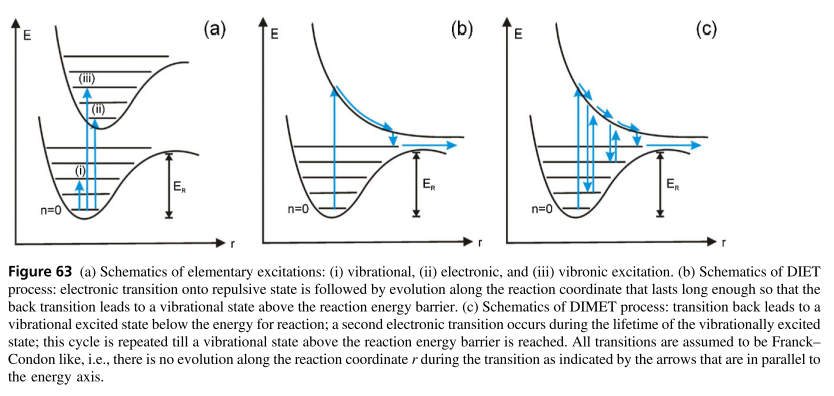 (a)
E
(iii)
(ii)
(i)
n=0
E_R
r
(b)
E
n=0
E_R
r
(c)
E
n=0
E_R
r
Figure 63 (a) Schematics of elementary excitations: (i) vibrational, (ii) electronic, and (iii) vibronic excitation. (b) Schematics of DIET
process: electronic transition onto repulsive state is followed by evolution along the reaction coordinate that lasts long enough so that the
back transition leads to a vibrational state above the reaction energy barrier. (c) Schematics of DIMET process: transition back leads to a
vibrational excited state below the energy for reaction; a second electronic transition occurs during the lifetime of the vibrationally excited
state; this cycle is repeated till a vibrational state above the reaction energy barrier is reached. All transitions are assumed to be Franck–
Condon like, i.e., there is no evolution along the reaction coordinate r during the transition as indicated by the arrows that are in parallel to
the energy axis.